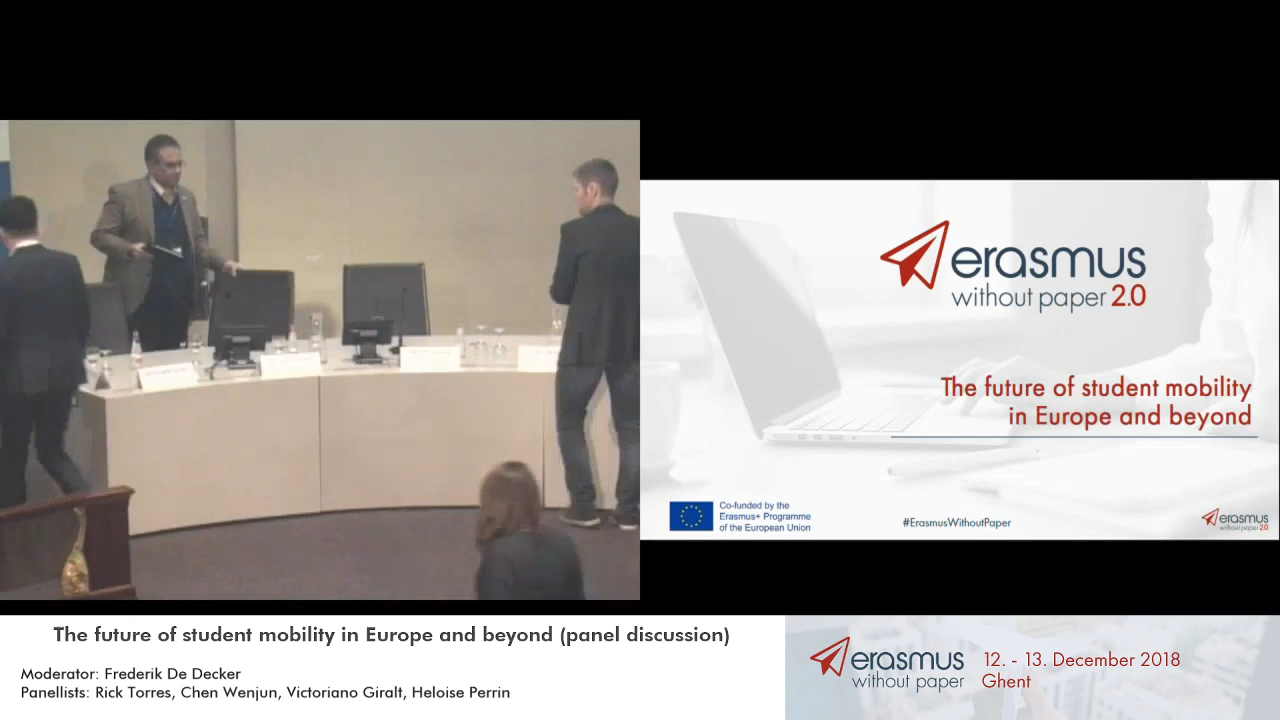 erasmus
without paper 2.0
The future of student mobility
in Europe and beyond
Co-funded by the
Erasmus+ Programme
of the European Union
#ErasmusWithoutPaper
erasmus
without paper 2.0
The future of student mobility in Europe and beyond (panel discussion)
Moderator: Frederik De Decker
Panellists: Rick Torres, Chen Wenjun, Victoriano Giralt, Heloise Perrin
erasmus
without paper
12. - 13. December 2018
Ghent